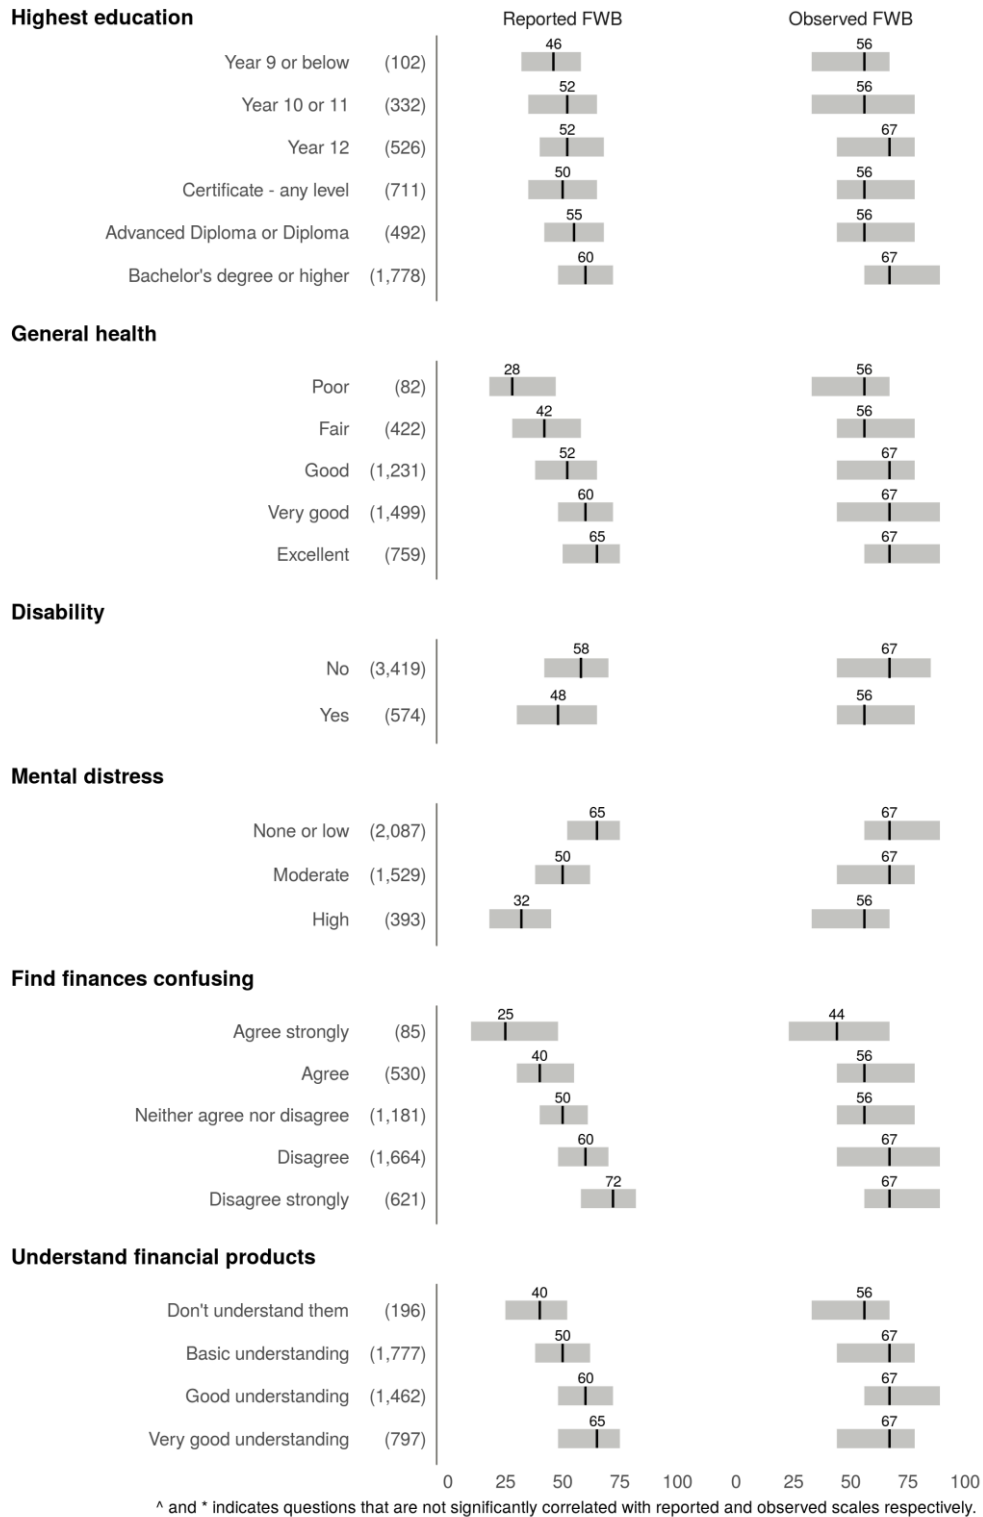 Highest education Reported FWB Observed FWB
46 56
Year 9 or below (102)
52 56
Year 10 or 11 (332)
52 67
Year 12 (526)
50 56
Certificate - any level (711)
55 56
Advanced Diploma or Diploma (492)
60 67
Bachelor's degree or higher (1,778)
General health
28 56
Poor (82)
42 56
Fair (422)
52 67
Good (1,231)
60 67
Very good (1,499)
65 67
Excellent (759)
Disability
58 67
No (3,419)
48 56
Yes (574)
Mental distress
65 67
None or low (2,087)
50 67
Moderate (1,529)
32 56
High (393)
Find finances confusing
25 44
Agree strongly (85)
40 56
Agree (530)
50 56
Neither agree nor disagree (1,181)
60 67
Disagree (1,664)
72 67
Disagree strongly (621)
Understand financial products
40 56
Don't understand them (196)
50 67
Basic understanding (1,777)
60 67
Good understanding (1,462)
65 67
Very good understanding (797)
0 25 50 75 100 0 25 50 75 100
^ and * indicates questions that are not significantly correlated with reported and observed scales respectively.